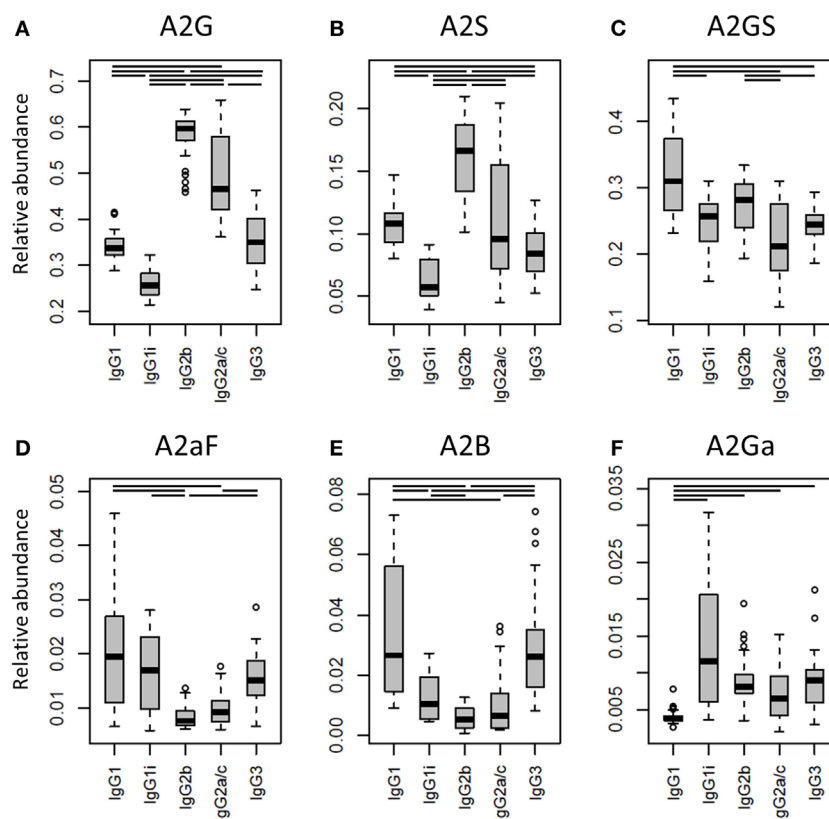 A A2G
Relative abundance
0.7
0.6
0.5
0.4
0.3
0.2
IgG1 IgG1i IgG2b IgG2a/c IgG3
B A2S
0.20
0.15
0.10
0.05
IgG1 IgG1i IgG2b IgG2a/c IgG3
C A2GS
0.4
0.3
0.2
0.1
IgG1 IgG1i IgG2b IgG2a/c IgG3
D A2aF
Relative abundance
0.05
0.04
0.03
0.02
0.01
IgG1 IgG1i IgG2b gG2a/c IgG3
E A2B
0.08
0.06
0.04
0.02
0.00
IgG1 IgG1i IgG2b gG2a/c IgG3
F A2Ga
0.035
0.025
0.015
0.005
IgG1 IgG1i IgG2b gG2a/c IgG3